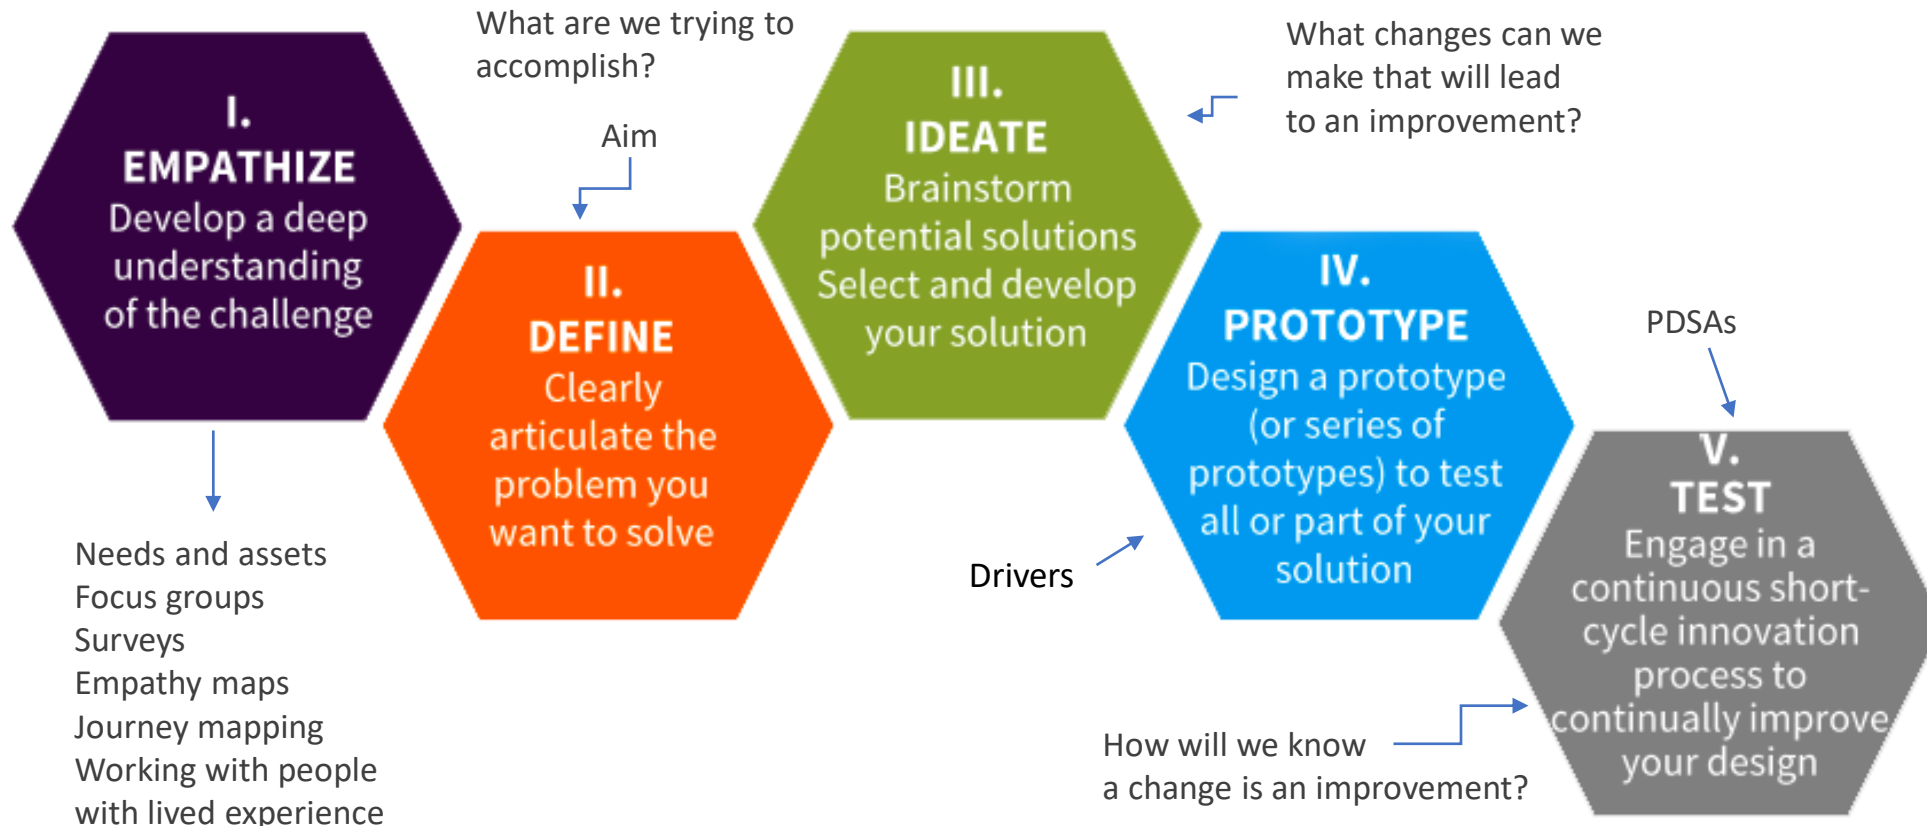 I.
EMPATHIZE
Develop a deep
understanding
of the challenge
Needs and assets
Focus groups
Surveys
Empathy maps
Journey mapping
Working with people
with lived experience
What are we trying to
accomplish?
Aim
II.
DEFINE
Clearly
articulate the
problem you
want to solve
III.
IDEATE
Brainstorm
potential solutions
Select and develop
your solution
What changes can we
make that will lead
to an improvement?
Drivers
IV.
PROTOTYPE
Design a prototype
(or series of
prototypes) to test
all or part of your
solution
PDSAs
V.
TEST
Engage in a
continuous short-
cycle innovation
process to
continually improve
your design
How will we know
a change is an improvement?